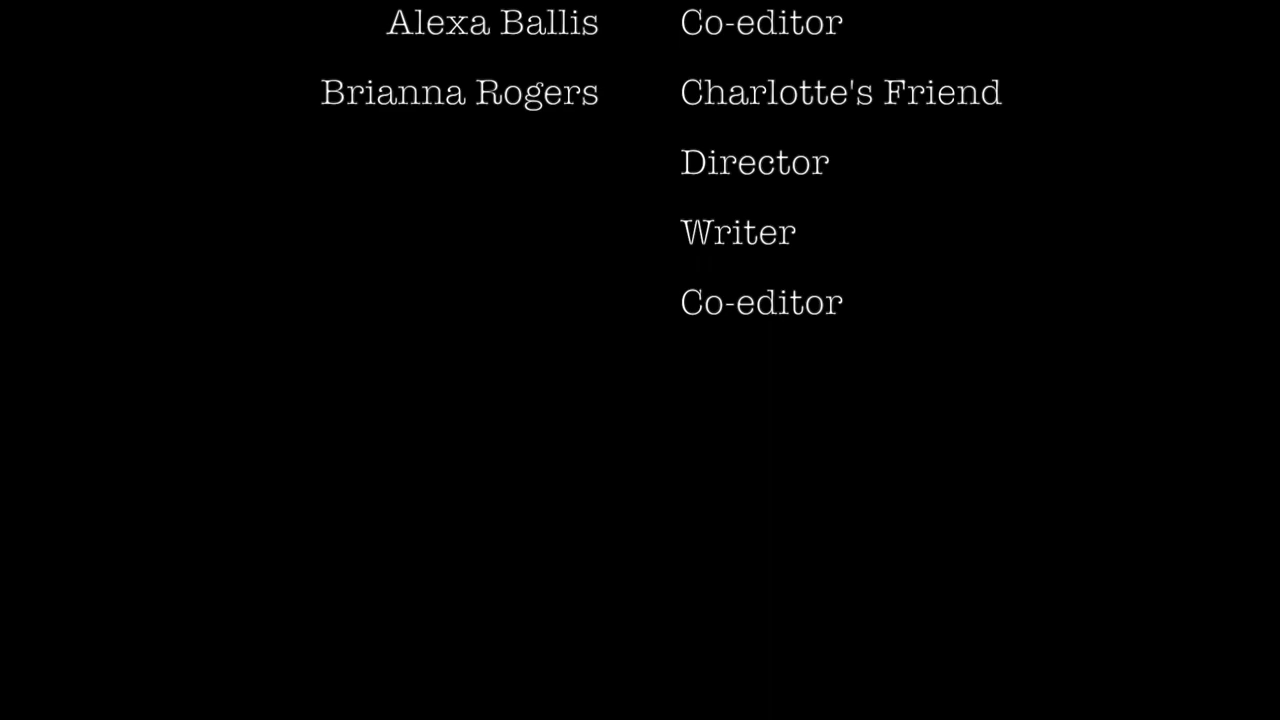 Alexa Ballis Co-editor
Brianna Rogers Charlotte's Friend
Director
Writer
Co-editor